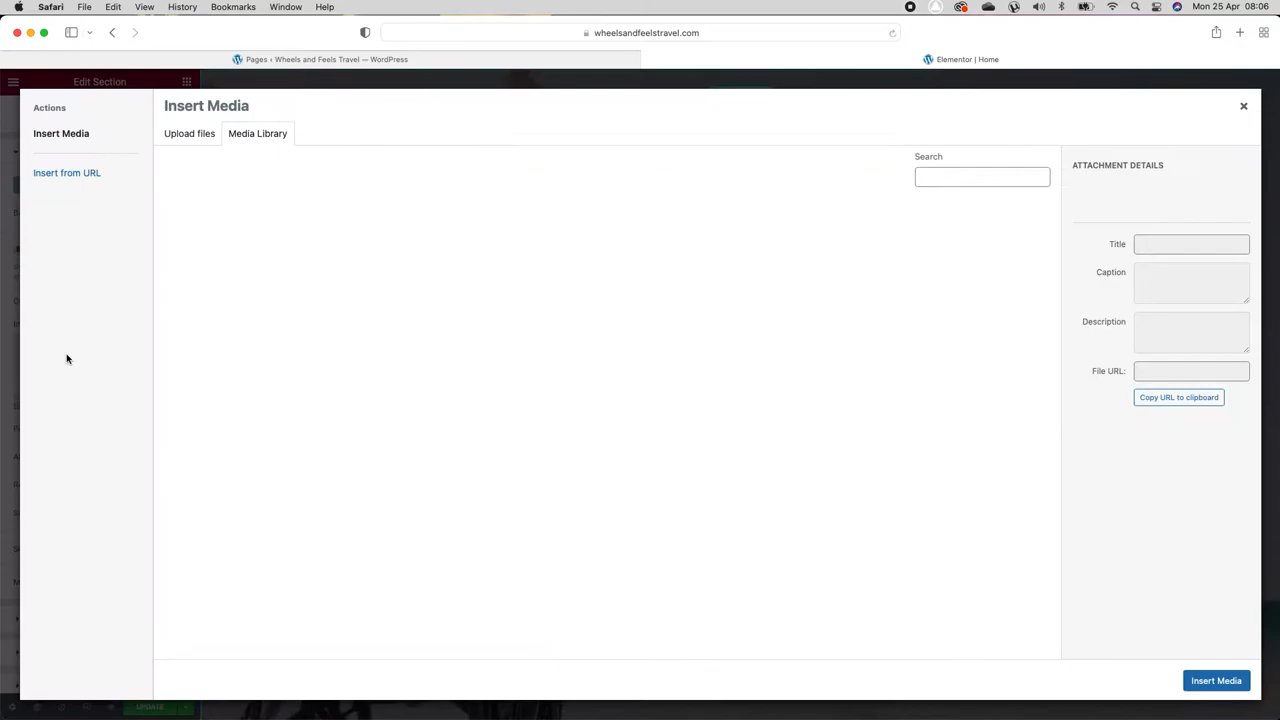 Safari File Edit View History Bookmarks Window Help
Mon 25 Apr 08:06
wheelsandfeelstravel.com
Pages ‹ Wheels and Feels Travel — WordPress
Elementor | Home
Edit Section
Actions
Insert Media
Insert from URL
Insert Media
Upload files
Media Library
Search
ATTACHMENT DETAILS
Title
Caption
Description
File URL:
Copy URL to clipboard
Insert Media
UPDATE